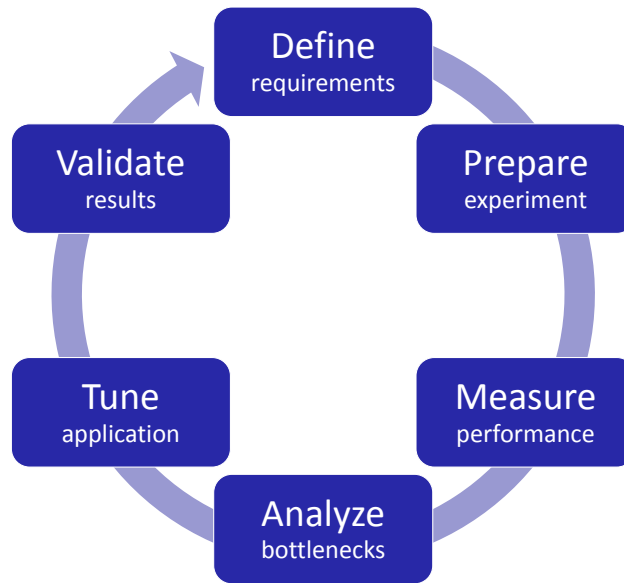 Define
requirements
Prepare
experiment
Measure
performance
Analyze
bottlenecks
Tune
application
Validate
results